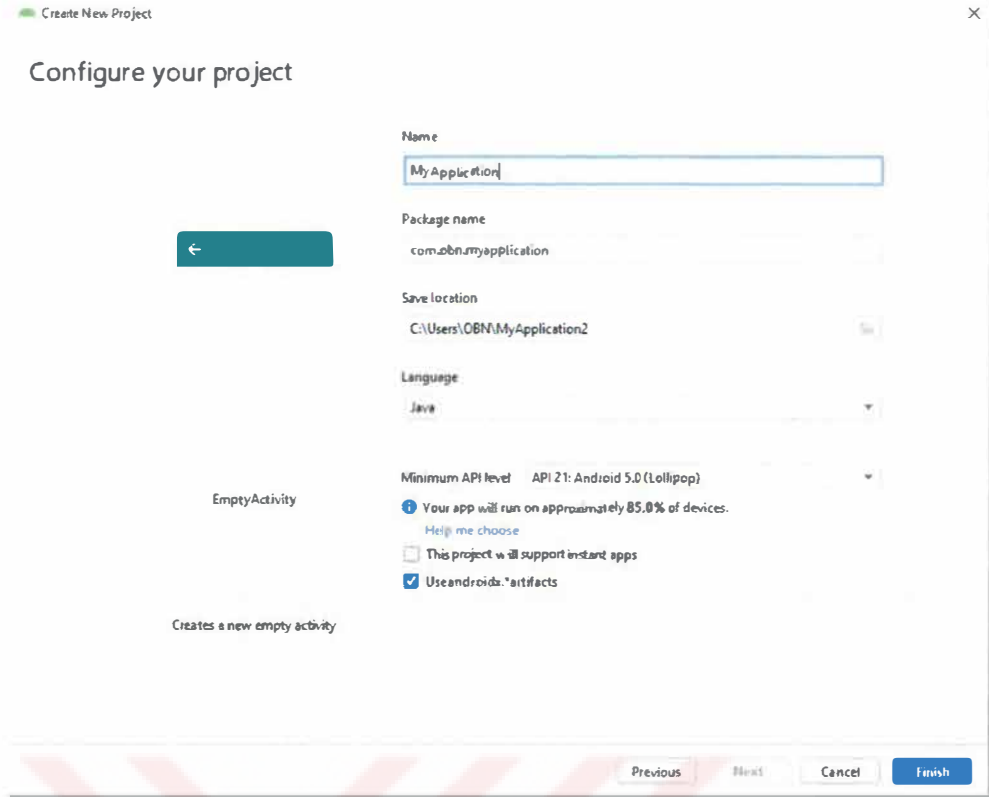 Create New Project
Configure your project
Name
MyApplication
Package name
com.obn.myapplication
Save location
C:\Users\OBN\MyApplication2
Language
Java
Minimum API level API 21: Android 5.0 (Lollipop)
Empty Activity
Your app will run on approximately 85.0% of devices.
Help me choose
This project will support instant apps
Use androidx.* artifacts
Creates a new empty activity
Previous Next Cancel Finish